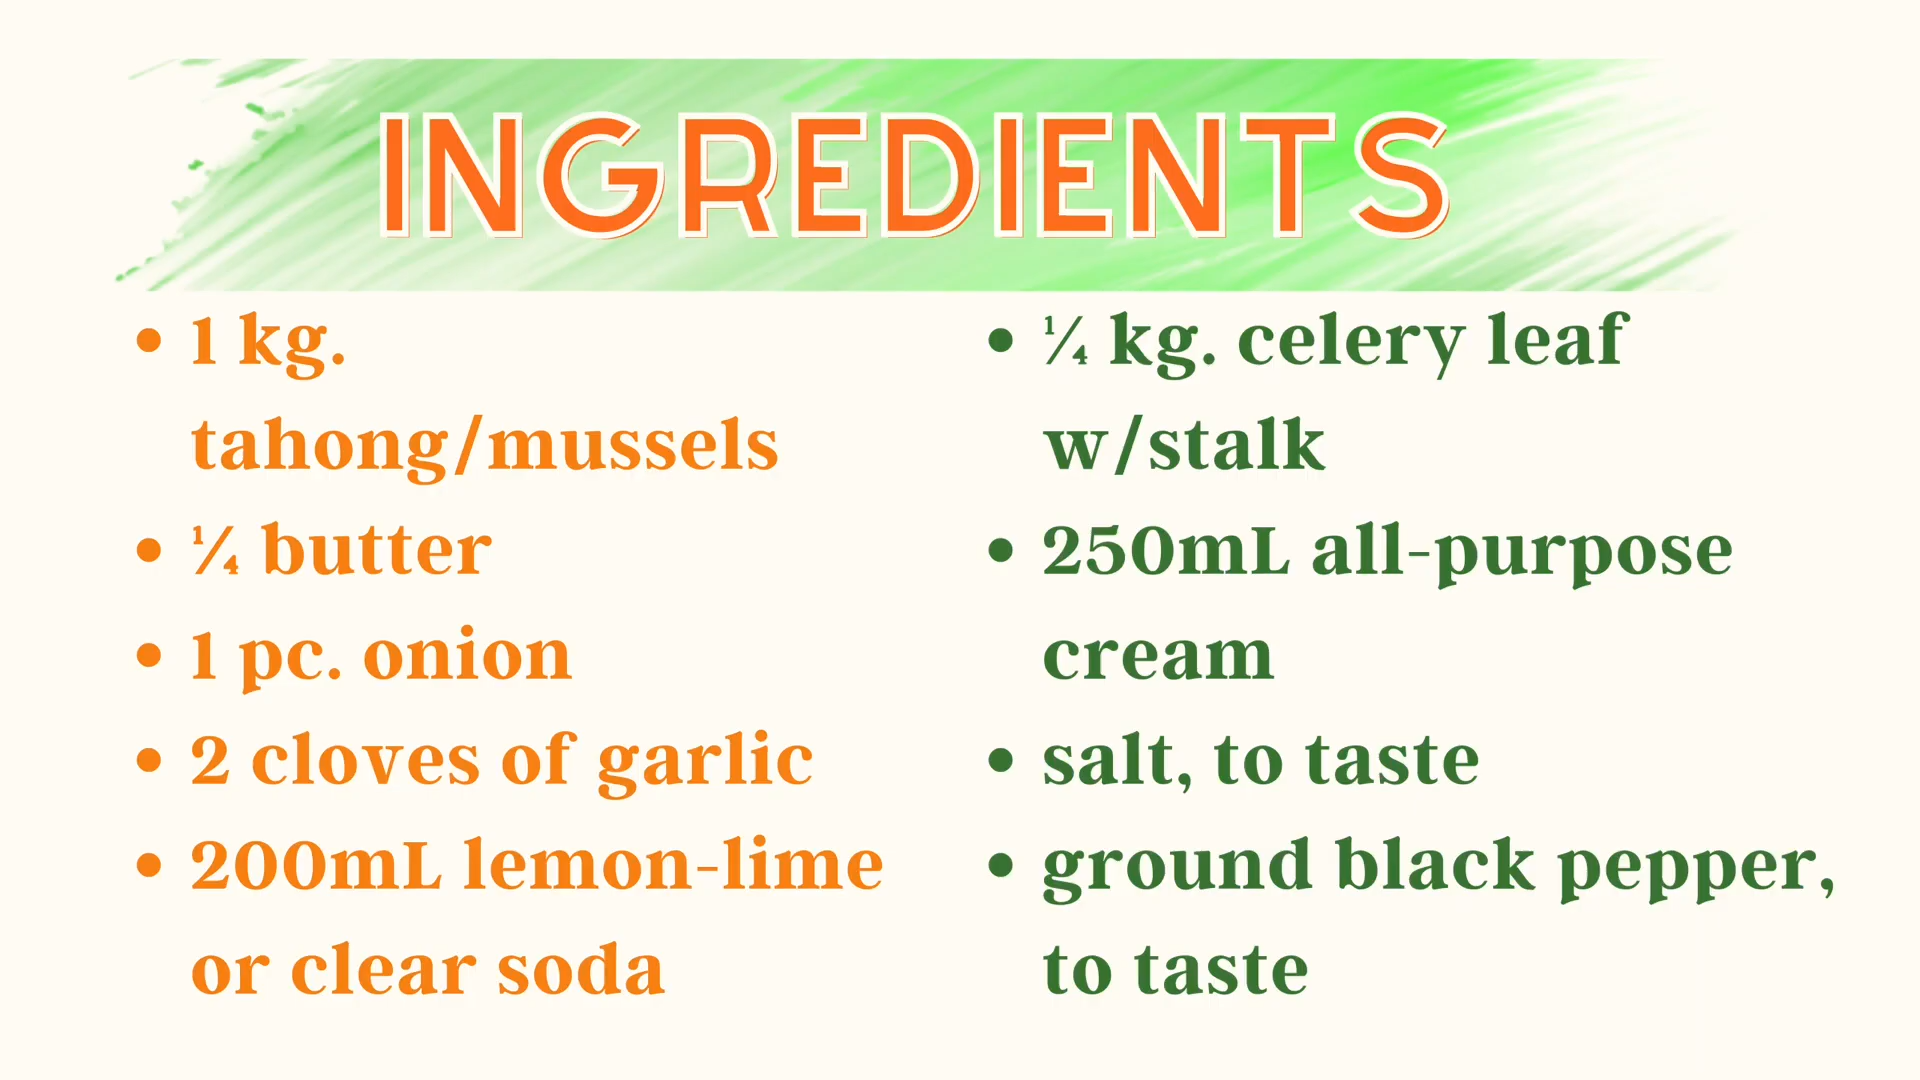 INGREDIENTS
• 1 kg.
tahong/mussels
• ¼ butter
• 1 pc. onion
• 2 cloves of garlic
• 200mL lemon-lime
or clear soda
• ¼ kg. celery leaf
w/stalk
• 250mL all-purpose
cream
• salt, to taste
• ground black pepper,
to taste